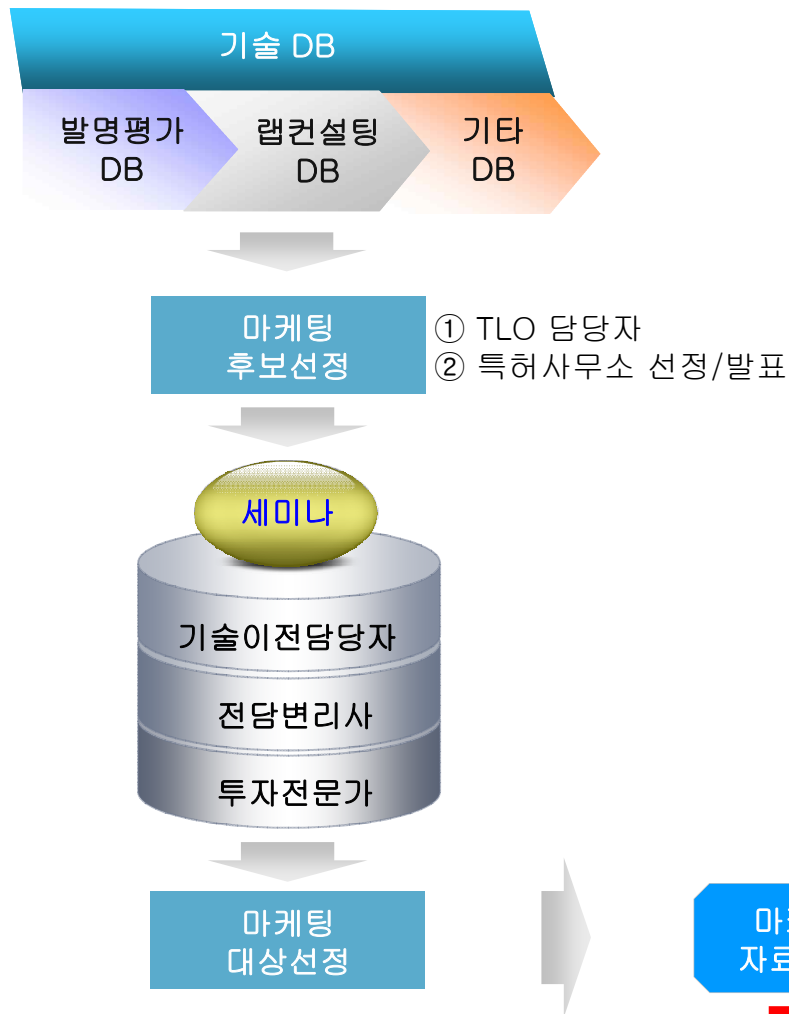 기술 DB
발명평가
DB
랩컨설팅
DB
기타
DB
마케팅
후보선정
① TLO 담당자
② 특허사무소 선정/발표
세미나
기술이전담당자
전담변리사
투자전문가
마케팅
대상선정
자료